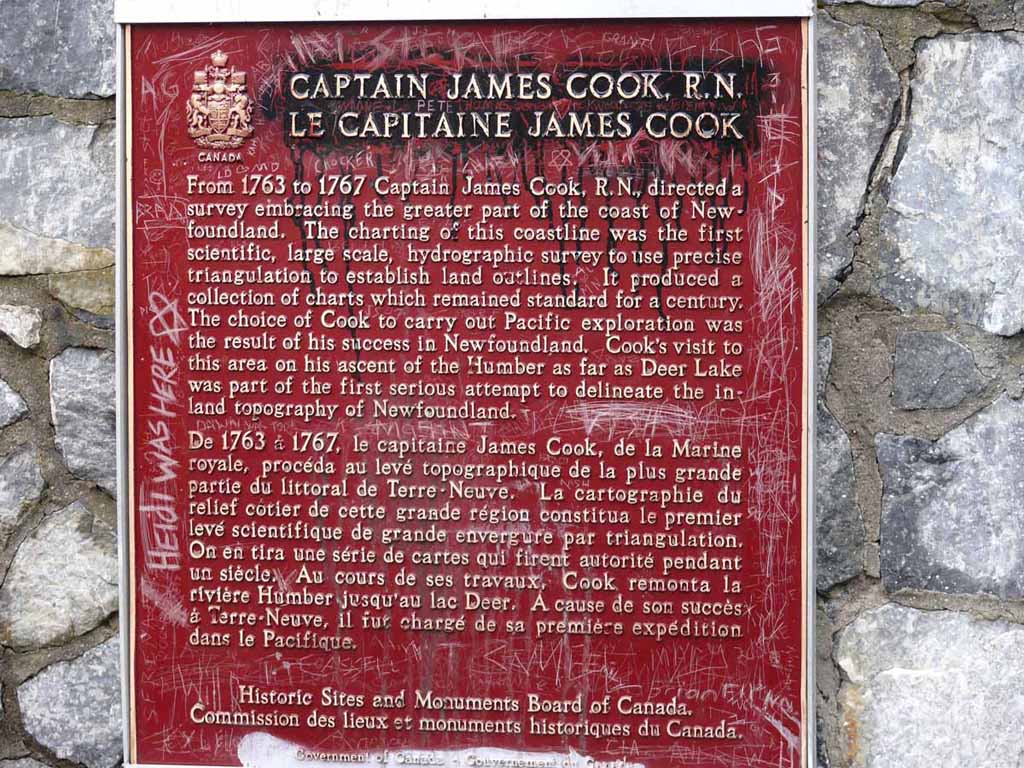 CANADA
CAPTAIN JAMES COOK, R.N.
PETE
LE CAPITAINE JAMES COOK
CROCKER
From 1763 to 1767 Captain James Cook, R.N., directed a
survey embracing the greater part of the coast of New-
foundland. The charting of this coastline was the first
scientific, large scale, hydrographic survey to use precise
triangulation to establish land outlines. It produced a
collection of charts which remained standard for a century.
The choice of Cook to carry out Pacific exploration was
the result of his success in Newfoundland. Cook's visit to
this area on his ascent of the Humber as far as Deer Lake
was part of the first serious attempt to delineate the in-
land topography of Newfoundland.
De 1763 à 1767, le capitaine James Cook, de la Marine
royale, procéda au levé topographique de la plus grande
partie du littoral de Terre-Neuve. La cartographie du
relief côtier de cette grande région constitua le premier
levé scientifique de grande envergure par triangulation.
On en tira une série de cartes qui firent autorité pendant
un siècle. Au cours de ses travaux, Cook remonta la
rivière Humber jusqu'au lac Deer. À cause de son succès
à Terre-Neuve, il fut chargé de sa première expédition
dans le Pacifique.
Historic Sites and Monuments Board of Canada.
Commission des lieux et monuments historiques du Canada.
Government of Canada - Gouvernement du Canada
HEIDI WAS HERE
AG